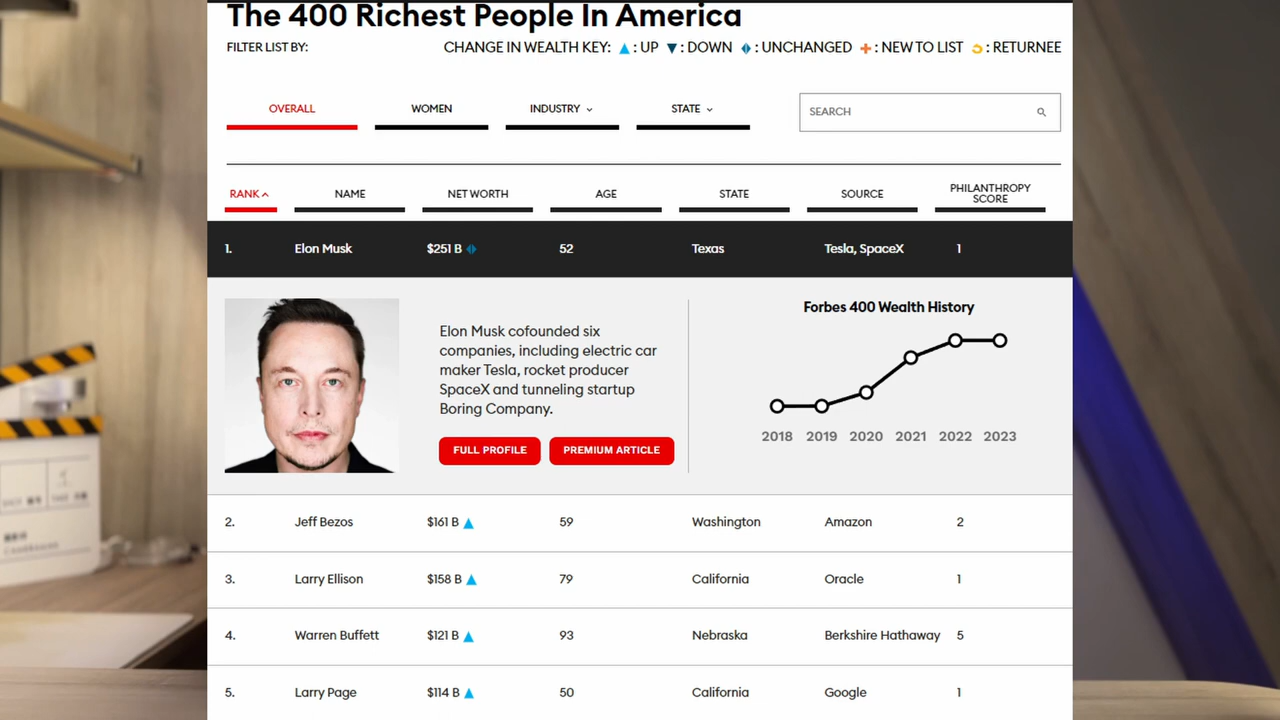 The 400 Richest People In America
FILTER LIST BY:
CHANGE IN WEALTH KEY: : UP : DOWN : UNCHANGED : NEW TO LIST : RETURNEE
OVERALL WOMEN INDUSTRY STATE SEARCH
RANK NAME NET WORTH AGE STATE SOURCE PHILANTHROPY
SCORE
1. Elon Musk $251 B 52 Texas Tesla, SpaceX 1
Elon Musk cofounded six
companies, including electric car
maker Tesla, rocket producer
SpaceX and tunneling startup
Boring Company.
FULL PROFILE PREMIUM ARTICLE
Forbes 400 Wealth History
2018 2019 2020 2021 2022 2023
2. Jeff Bezos $161 B 59 Washington Amazon 2
3. Larry Ellison $158 B 79 California Oracle 1
4. Warren Buffett $121 B 93 Nebraska Berkshire Hathaway 5
5. Larry Page $114 B 50 California Google 1